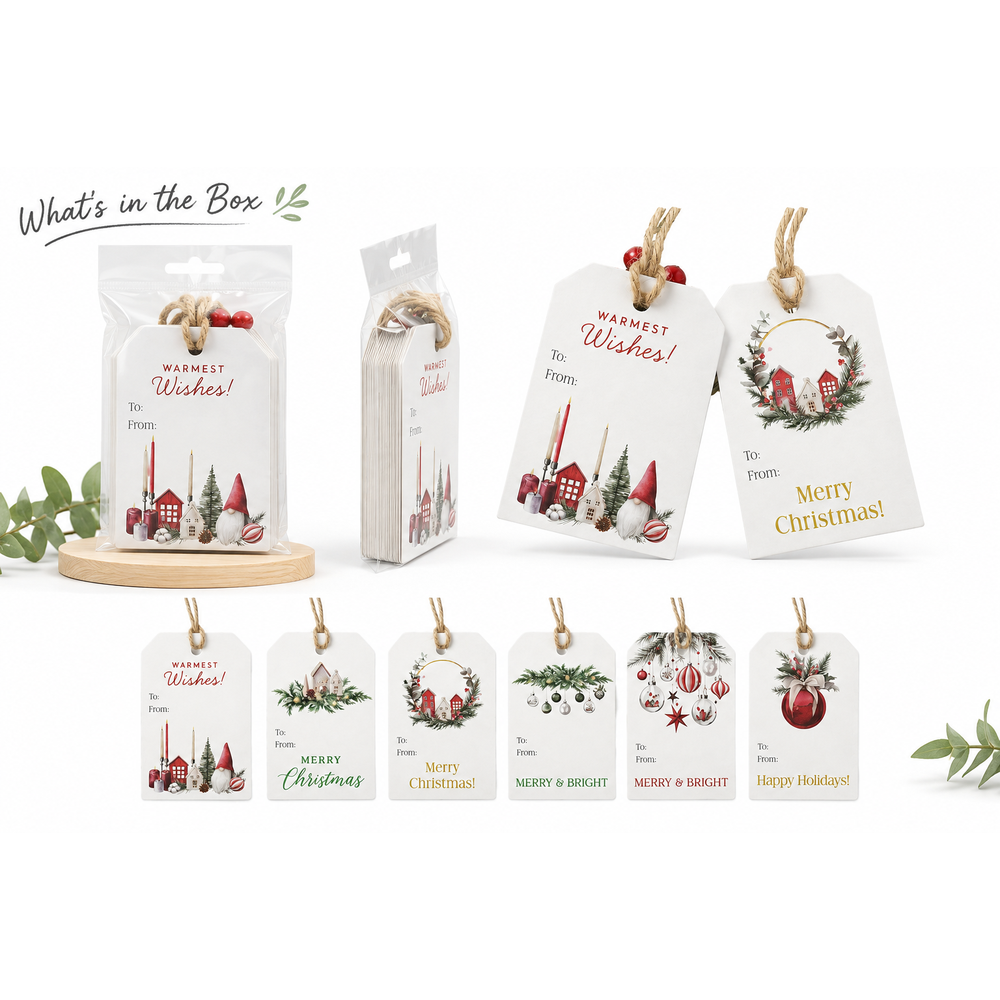 What's in the Box
WARMEST
Wishes!
To:
From:
WARMEST
Wishes!
To:
From:
WARMEST
Wishes!
To:
From:
To:
From:
Merry
Christmas!
WARMEST
Wishes!
To:
From:
To:
From:
MERRY
Christmas
To:
From:
Merry
Christmas!
To:
From:
MERRY & BRIGHT
To:
From:
MERRY & BRIGHT
To:
From:
Happy Holidays!